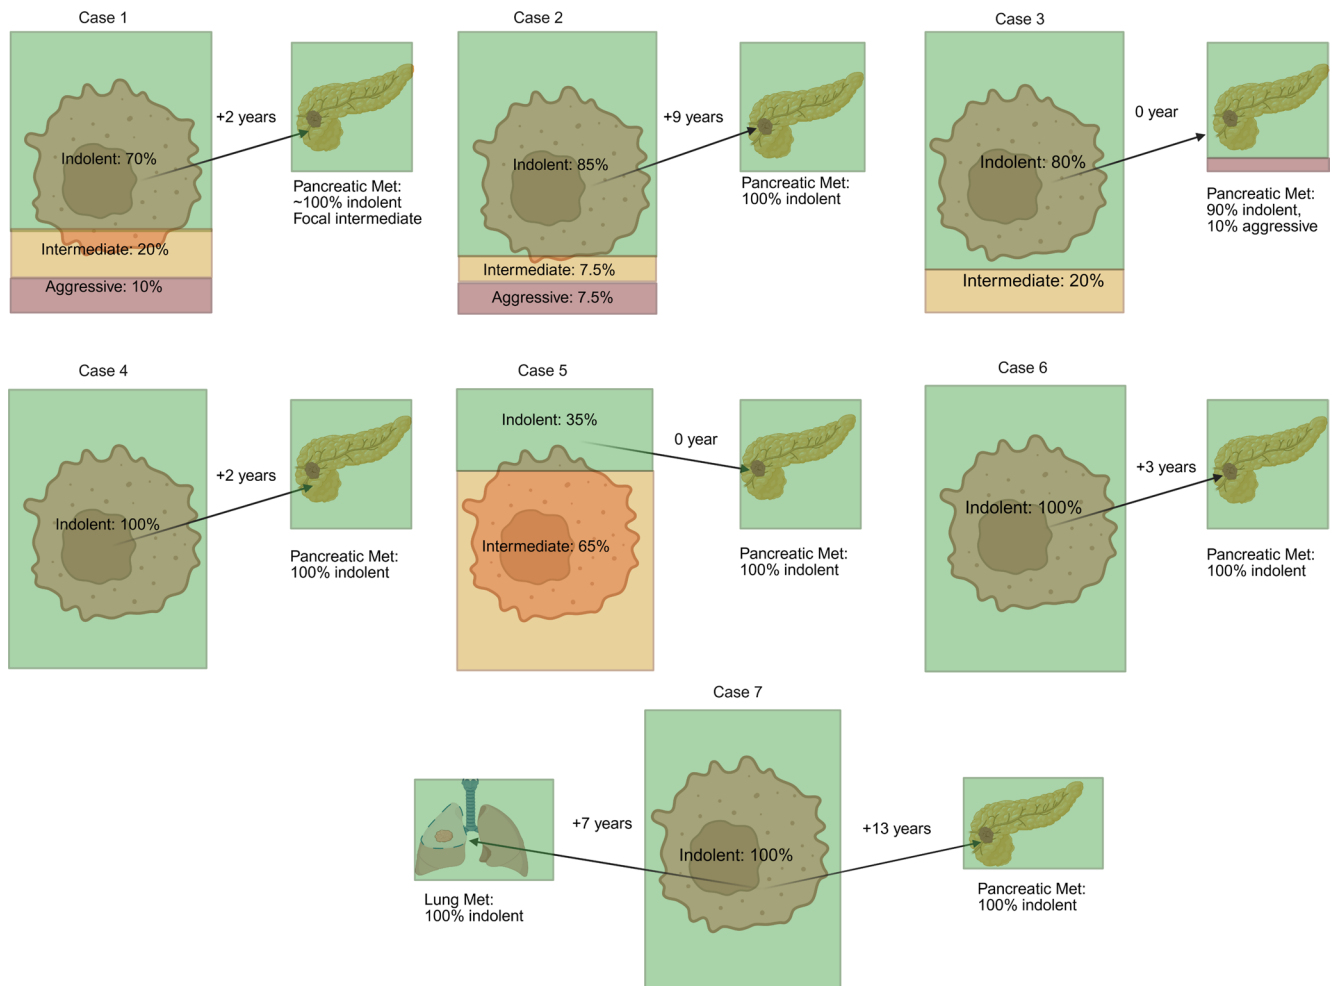 Case 1
Indolent: 70%
Intermediate: 20%
Aggressive: 10%
+2 years
Pancreatic Met:
~100% indolent
Focal intermediate
Case 2
Indolent: 85%
Intermediate: 7.5%
Aggressive: 7.5%
+9 years
Pancreatic Met:
100% indolent
Case 3
Indolent: 80%
Intermediate: 20%
0 year
Pancreatic Met:
90% indolent,
10% aggressive
Case 4
Indolent: 100%
+2 years
Pancreatic Met:
100% indolent
Case 5
Indolent: 35%
Intermediate: 65%
0 year
Pancreatic Met:
100% indolent
Case 6
Indolent: 100%
+3 years
Pancreatic Met:
100% indolent
Case 7
+7 years
Lung Met:
100% indolent
Indolent: 100%
+13 years
Pancreatic Met:
100% indolent